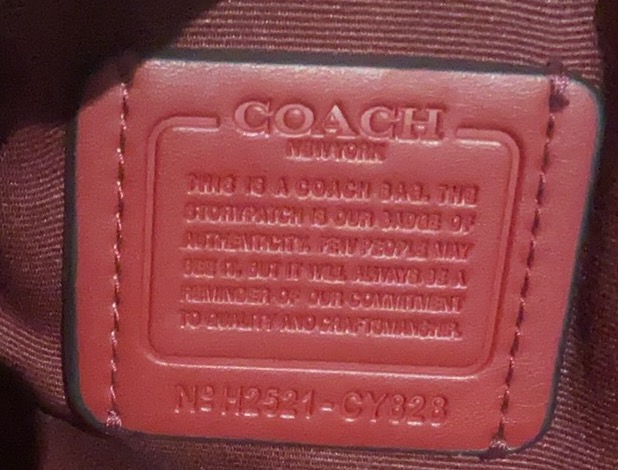 COACH
NEW YORK
THIS IS A COACH BAG. THE
STORYPATCH IS OUR BADGE OF
AUTHENTICITY. FEW PEOPLE MAY
SEE IT, BUT IT WILL ALWAYS BE A
REMINDER OF OUR COMMITMENT
TO QUALITY AND CRAFTSMANSHIP.
Nº H2521-CY828